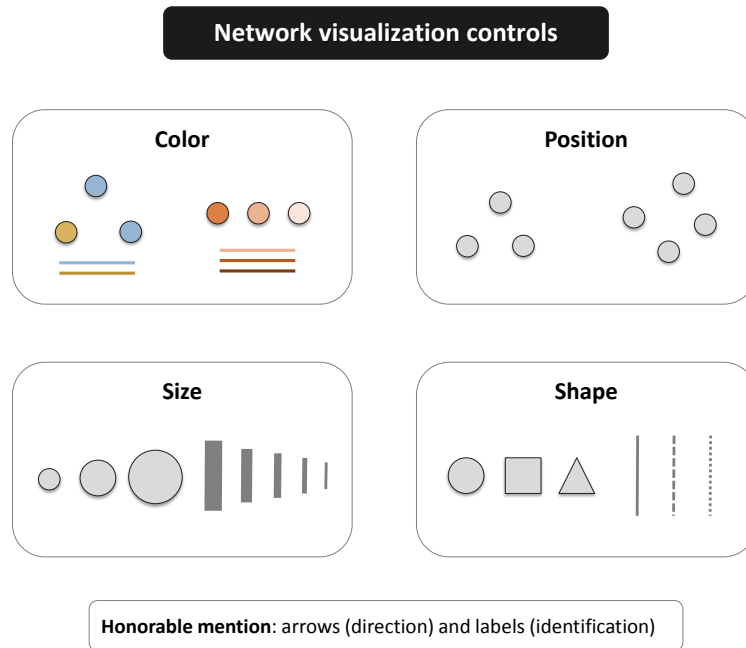 Network visualization controls
Color
Position
Size
Shape
Honorable mention: arrows (direction) and labels (identification)